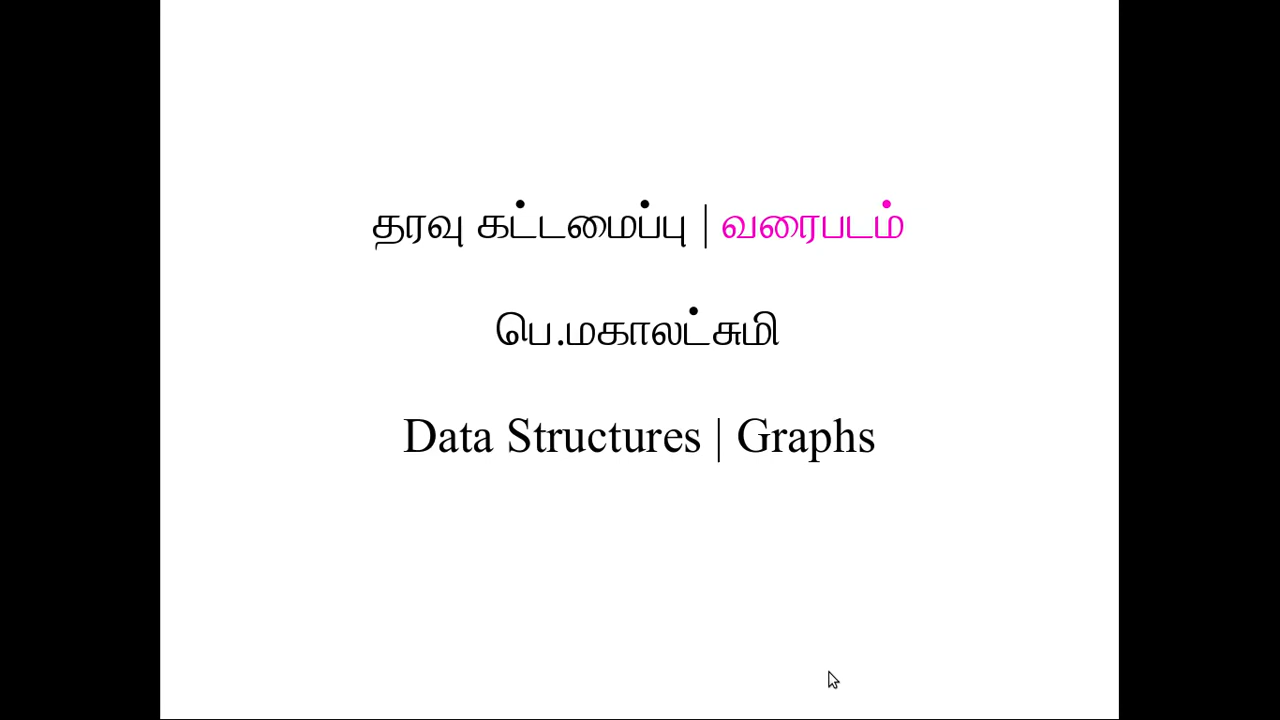 தரவு கட்டமைப்பு | வரைபடம்
பெ.மகாலட்சுமி
Data Structures | Graphs